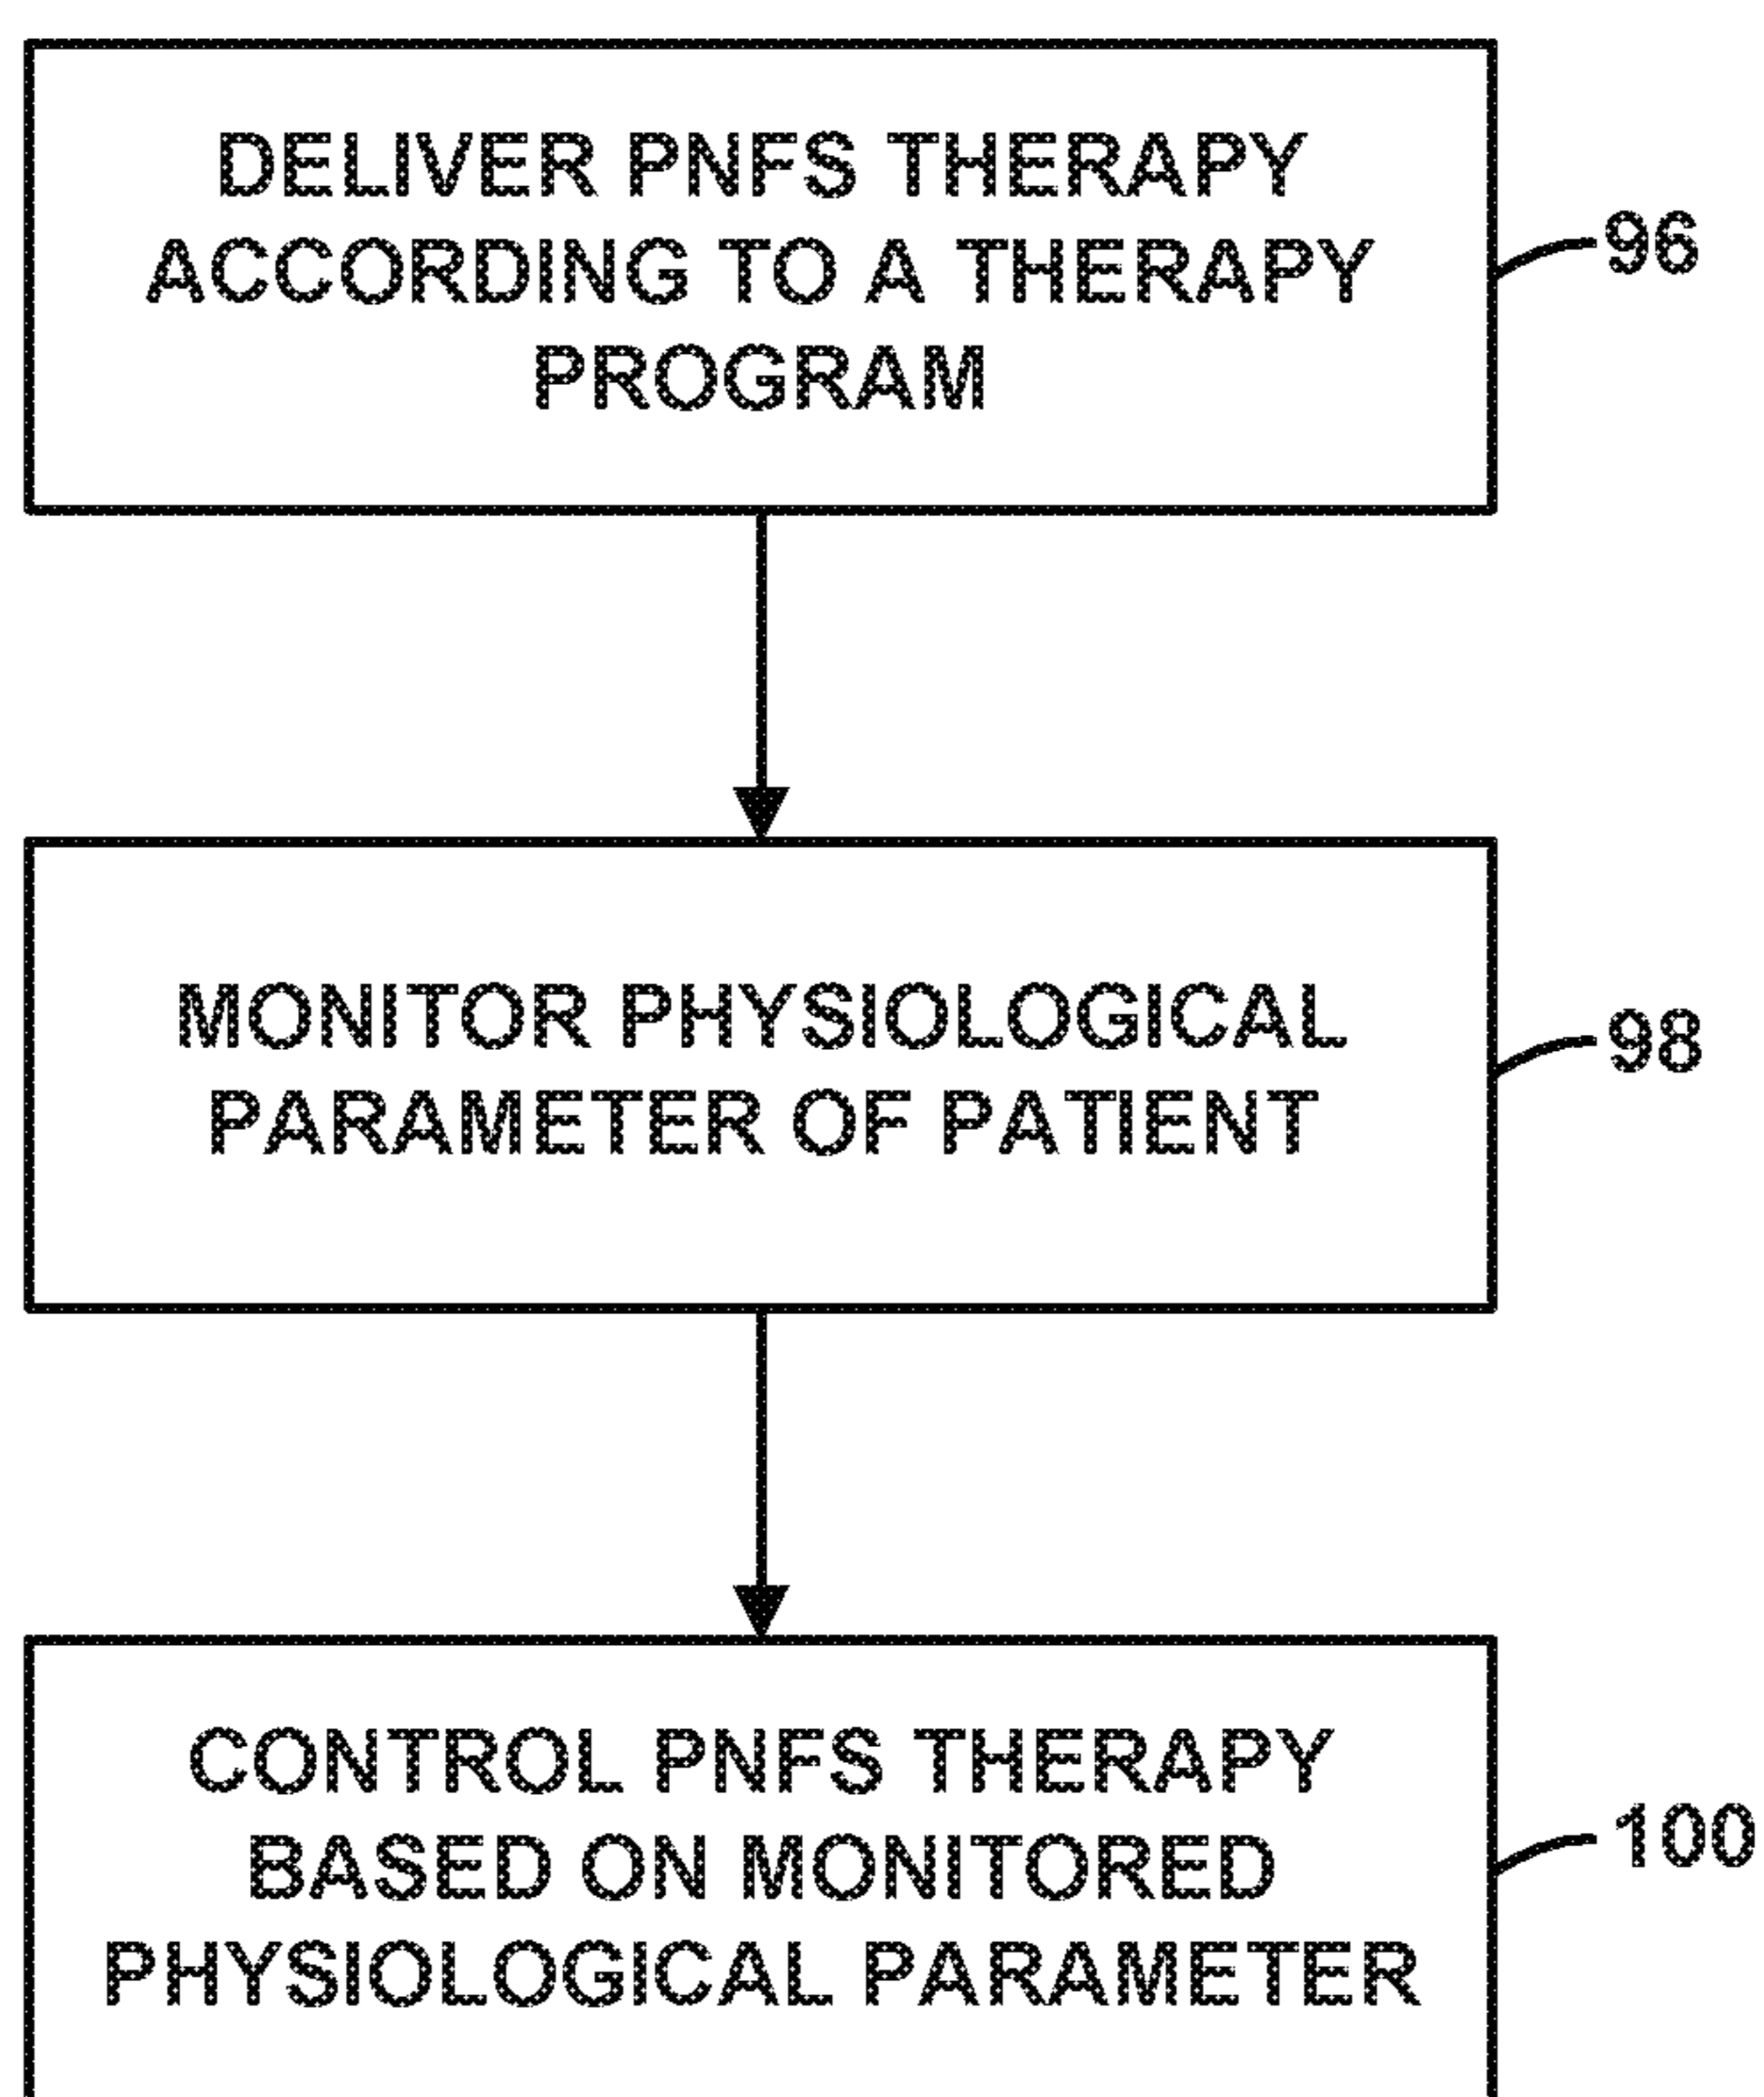 DELIVER PNFS THERAPY
ACCORDING TO A THERAPY
PROGRAM
96
MONITOR PHYSIOLOGICAL
PARAMETER OF PATIENT
98
CONTROL PNFS THERAPY
BASED ON MONITORED
PHYSIOLOGICAL PARAMETER
100